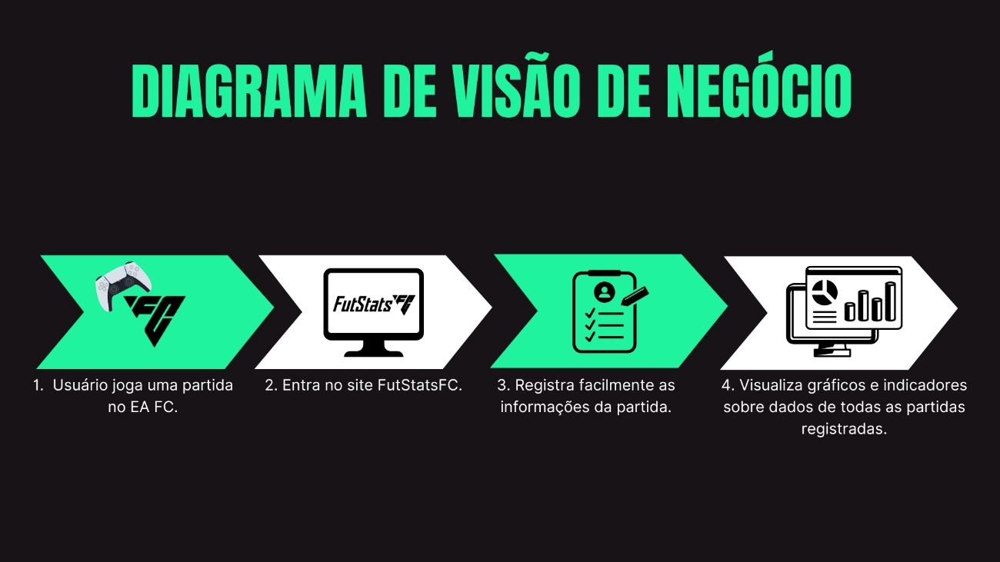 DIAGRAMA DE VISÃO DE NEGÓCIO
FC
FutStats FC
1. Usuário joga uma partida
no EA FC.
2. Entra no site FutStatsFC.
3. Registra facilmente as
informações da partida.
4. Visualiza gráficos e indicadores
sobre dados de todas as partidas
registradas.